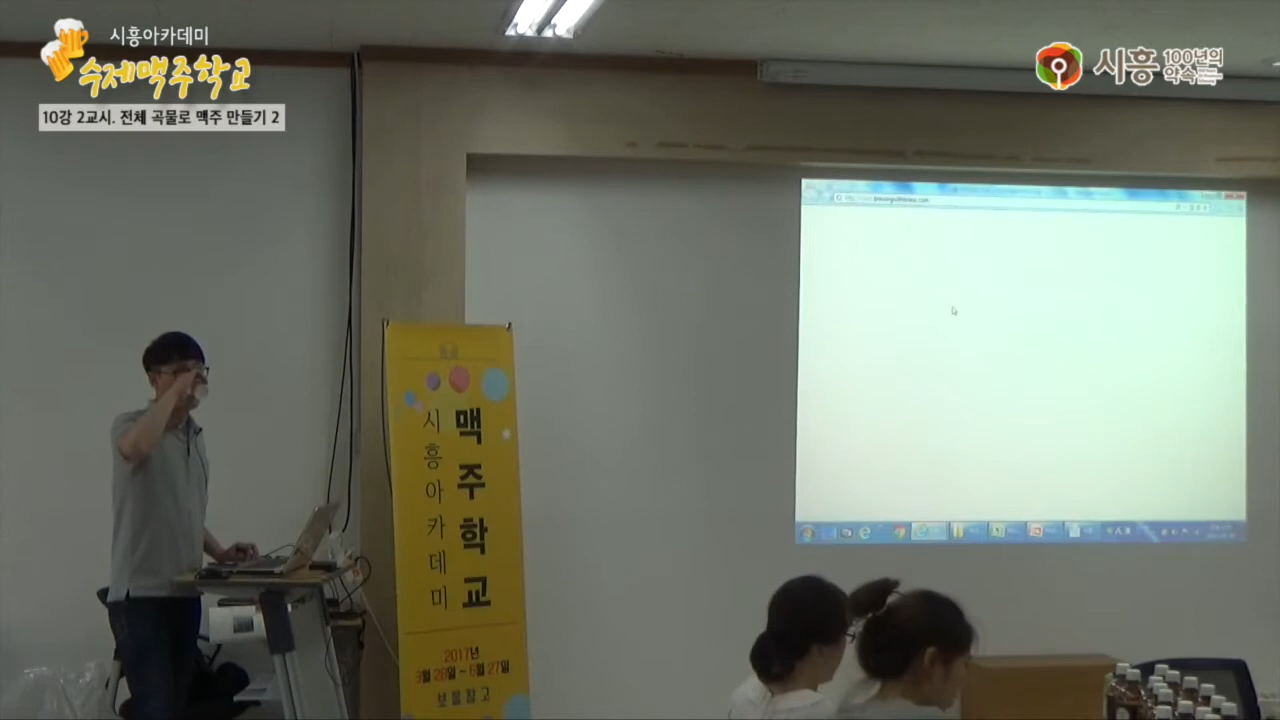 시흥아카데미
수제맥주학교
10강 2교시. 전체 곡물로 맥주 만들기 2
시흥 100년의
약속
시흥아카데미
맥주학교
2017년
3월 28일 ~ 6월 27일
보물창고